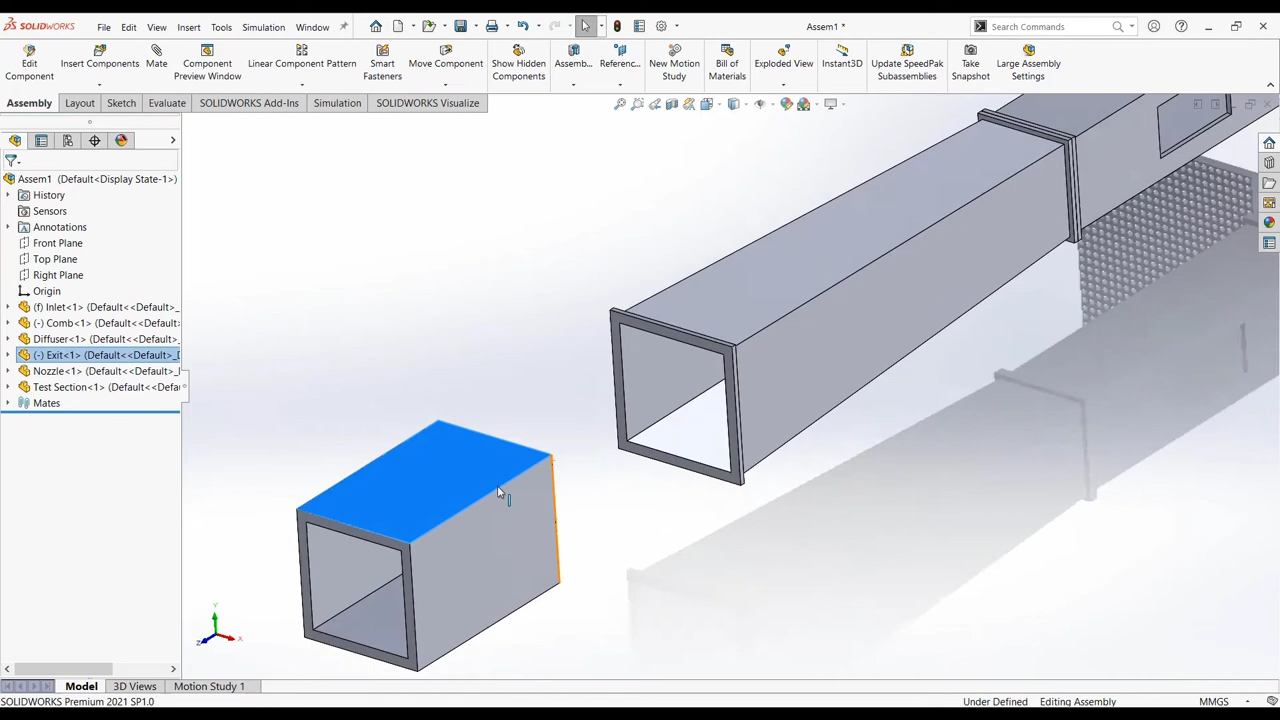 SOLIDWORKS File Edit View Insert Tools Simulation Window Assem1 * Search Commands
Edit Component
Insert Components
Mate
Component Preview Window
Linear Component Pattern
Smart Fasteners
Move Component
Show Hidden Components
Assemb...
Referenc...
New Motion Study
Bill of Materials
Exploded View
Instant3D
Update SpeedPak Subassemblies
Take Snapshot
Large Assembly Settings
Assembly Layout Sketch Evaluate SOLIDWORKS Add-Ins Simulation SOLIDWORKS Visualize
Assem1 (Default<Display State-1>)
History
Sensors
Annotations
Front Plane
Top Plane
Right Plane
Origin
(f) Inlet<1> (Default<<Default>_
(-) Comb<1> (Default<<Default>
Diffuser<1> (Default<<Default>_
(-) Exit<1> (Default<<Default>_D
Nozzle<1> (Default<<Default>_
Test Section<1> (Default<<Defau
Mates
Y
X
Z
Model 3D Views Motion Study 1
SOLIDWORKS Premium 2021 SP1.0 Under Defined Editing Assembly MMGS